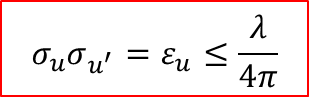 σ_u σ_u′ = ε_u ≤ λ/4π